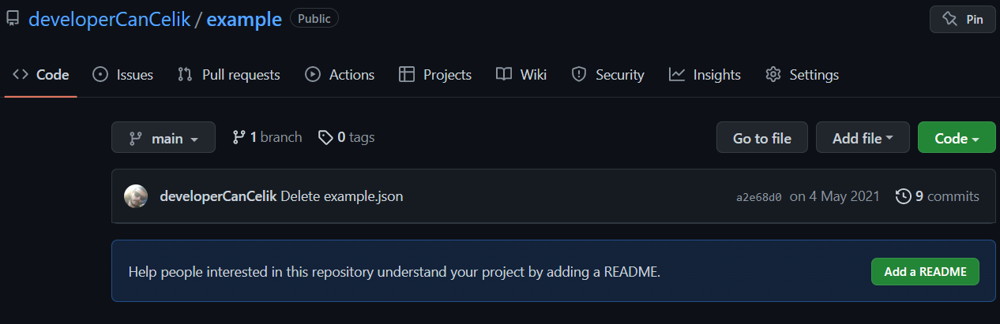 developerCanCelik / example Public Pin
Code Issues Pull requests Actions Projects Wiki Security Insights Settings
main 1 branch 0 tags Go to file Add file Code
developerCanCelik Delete example.json a2e68d0 on 4 May 2021 9 commits
Help people interested in this repository understand your project by adding a README. Add a README